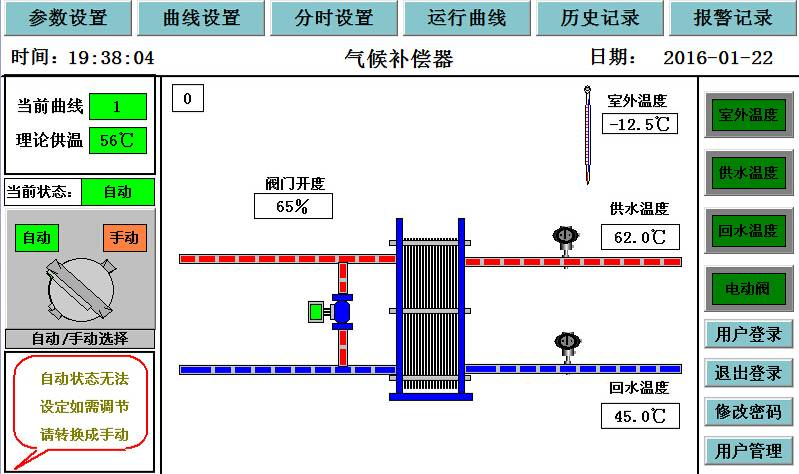 参数设置 曲线设置 分时设置 运行曲线 历史记录 报警记录
时间：19:38:04 气候补偿器 日期： 2016-01-22
当前曲线 1
理论供温 56℃
当前状态： 自动
自动 手动
自动/手动选择
自动状态无法
设定如需调节
请转换成手动
0
阀门开度
65%
室外温度
-12.5℃
供水温度
62.0℃
回水温度
45.0℃
室外温度
供水温度
回水温度
电动阀
用户登录
退出登录
修改密码
用户管理